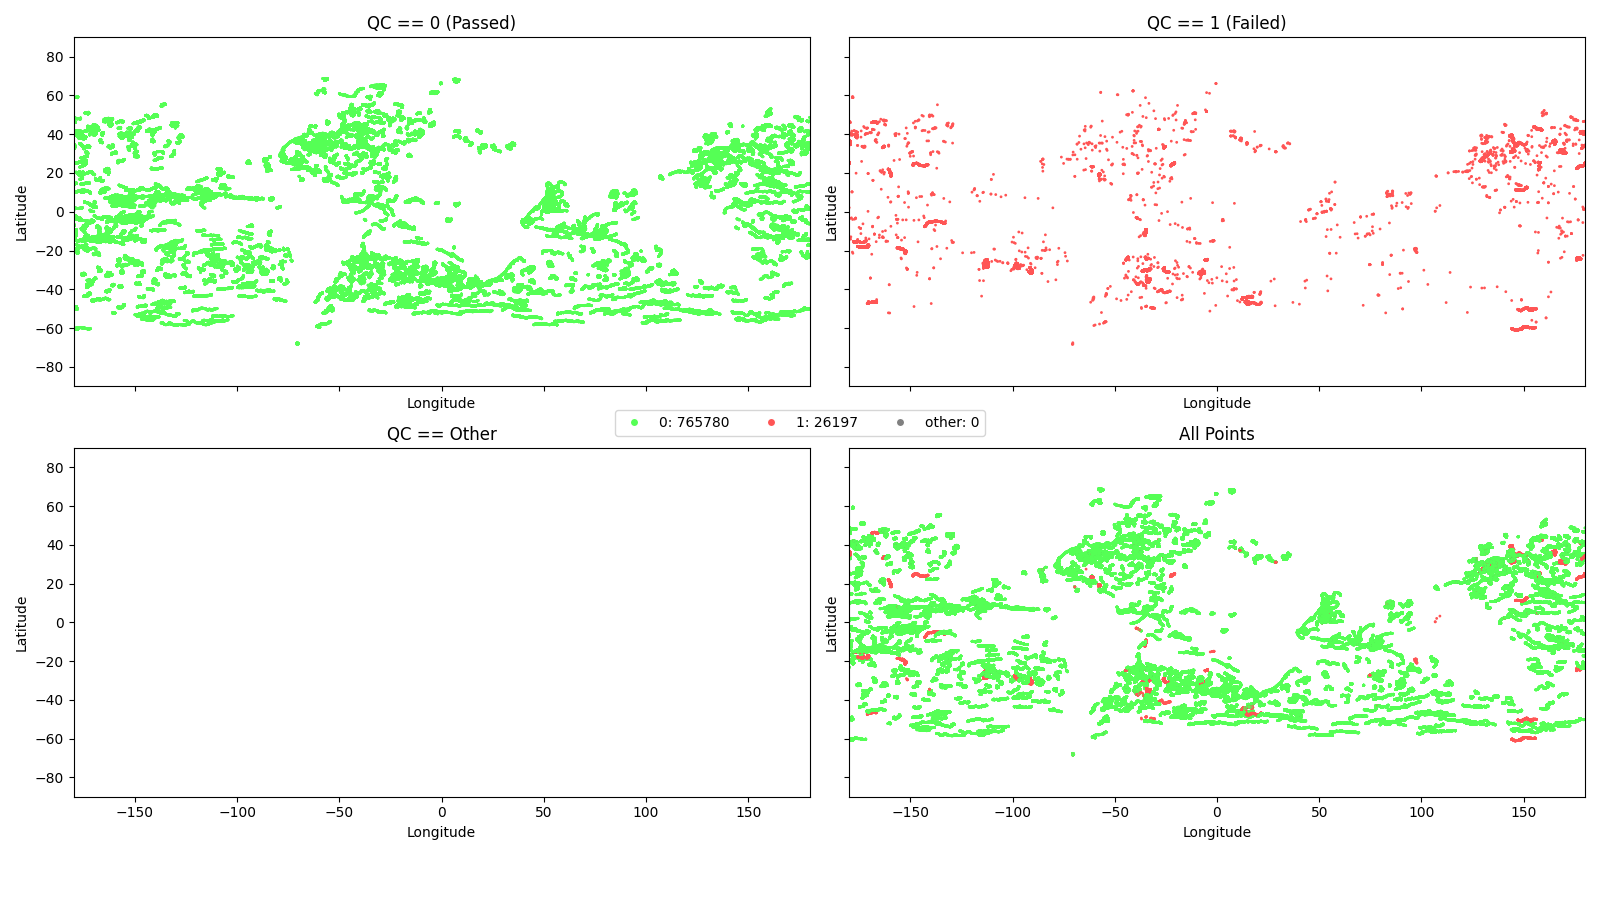 QC == 0 (Passed)
QC == 1 (Failed)
80
60
40
20
0
−20
−40
−60
−80
Latitude
Latitude
Longitude
Longitude
0: 765780
1: 26197
other: 0
QC == Other
All Points
80
60
40
20
0
−20
−40
−60
−80
Latitude
Latitude
−150
−100
−50
0
50
100
150
−150
−100
−50
0
50
100
150
Longitude
Longitude